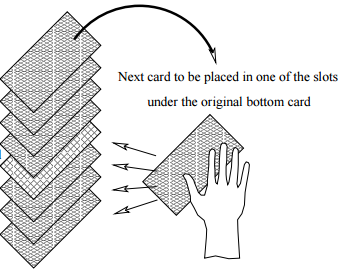 Next card to be placed in one of the slots
under the original bottom card